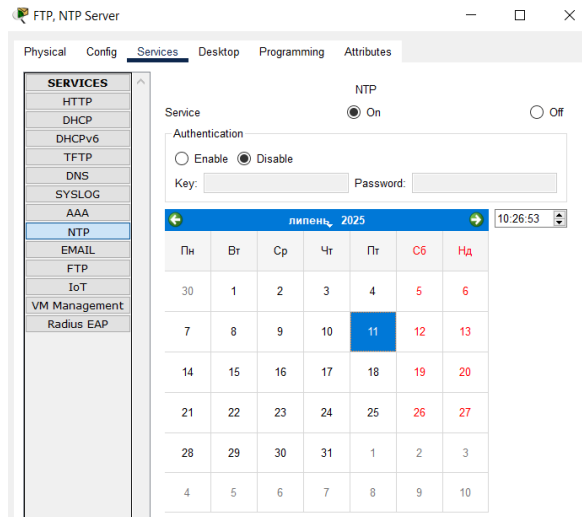 FTP, NTP Server
Physical Config Services Desktop Programming Attributes
SERVICES
HTTP
DHCP
DHCPv6
TFTP
DNS
SYSLOG
AAA
NTP
EMAIL
FTP
IoT
VM Management
Radius EAP
NTP
Service On Off
Authentication
Enable Disable
Key: Password:
липень 2025 10:26:53
Пн Вт Ср Чт Пт Сб Нд
30 1 2 3 4 5 6
7 8 9 10 11 12 13
14 15 16 17 18 19 20
21 22 23 24 25 26 27
28 29 30 31 1 2 3
4 5 6 7 8 9 10